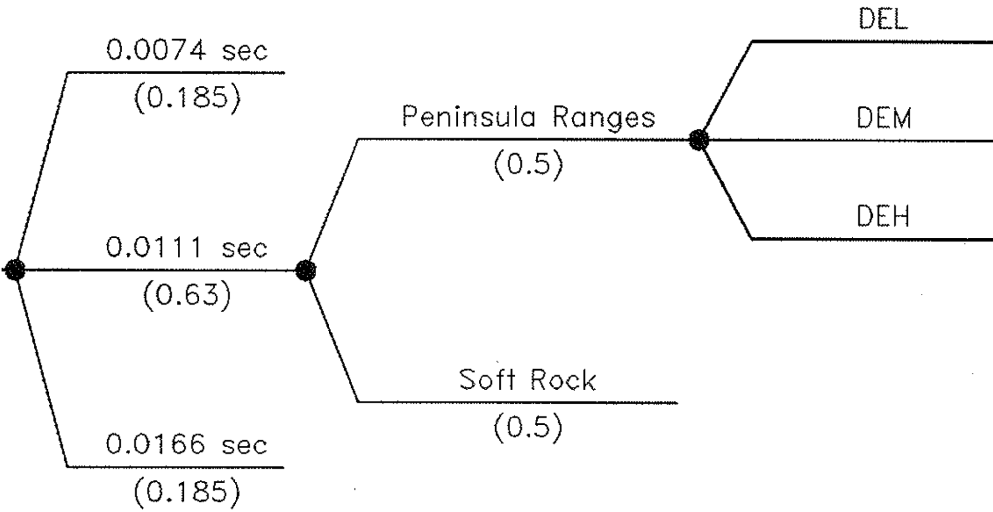 0.0074 sec
(0.185)
0.0111 sec
(0.63)
0.0166 sec
(0.185)
Peninsula Ranges
(0.5)
Soft Rock
(0.5)
DEL
DEM
DEH